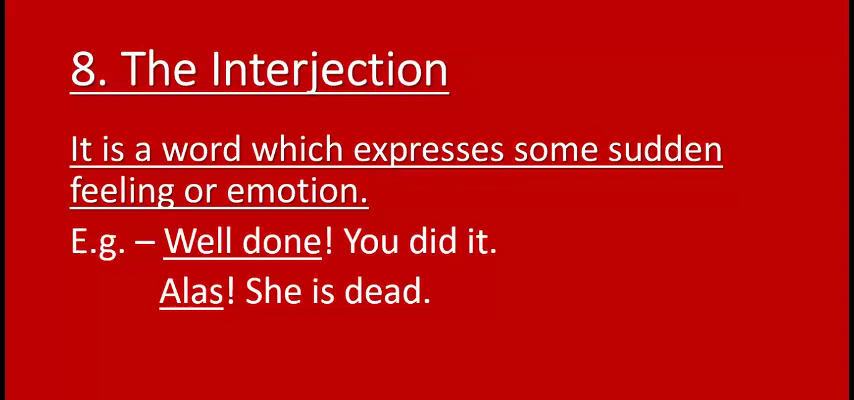 8. The Interjection
It is a word which expresses some sudden
feeling or emotion.
E.g. – Well done! You did it.
Alas! She is dead.